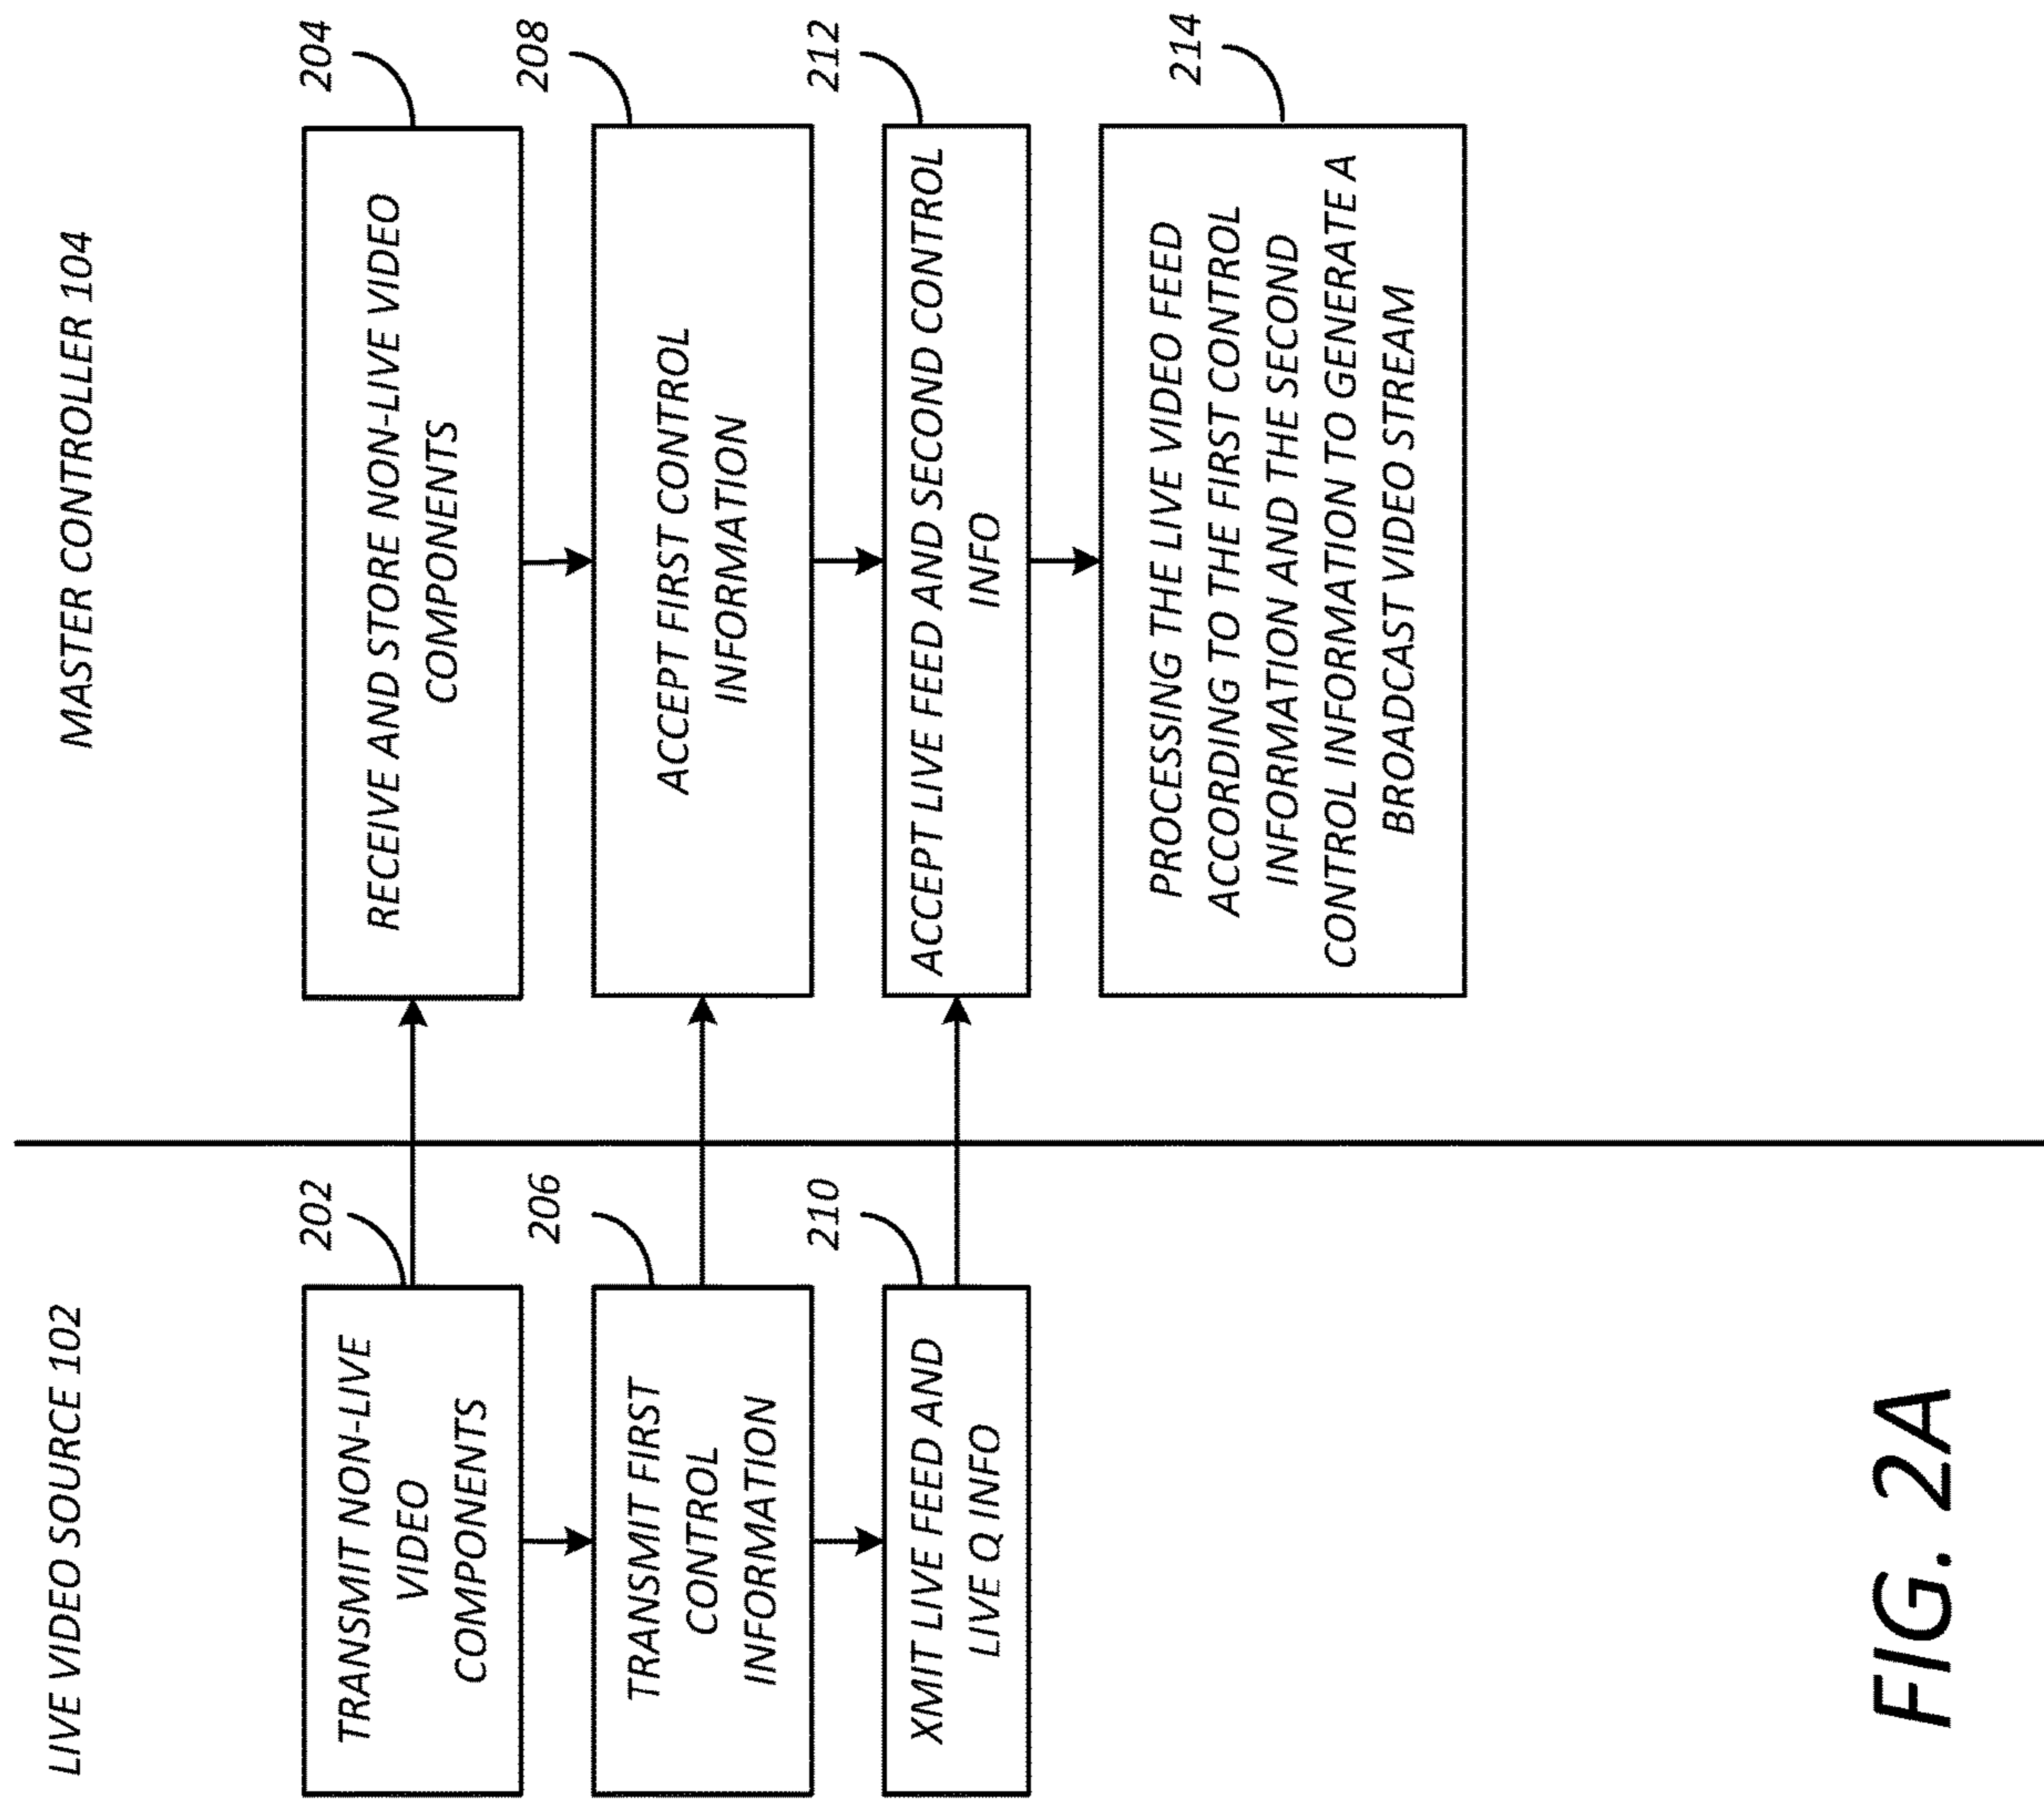 LIVE VIDEO SOURCE 102
MASTER CONTROLLER 104
202
TRANSMIT NON-LIVE
VIDEO
COMPONENTS
204
RECEIVE AND STORE NON-LIVE VIDEO
COMPONENTS
206
TRANSMIT FIRST
CONTROL
INFORMATION
208
ACCEPT FIRST CONTROL
INFORMATION
210
XMIT LIVE FEED AND
LIVE Q INFO
212
ACCEPT LIVE FEED AND SECOND CONTROL
INFO
214
PROCESSING THE LIVE VIDEO FEED
ACCORDING TO THE FIRST CONTROL
INFORMATION AND THE SECOND
CONTROL INFORMATION TO GENERATE A
BROADCAST VIDEO STREAM
FIG. 2A